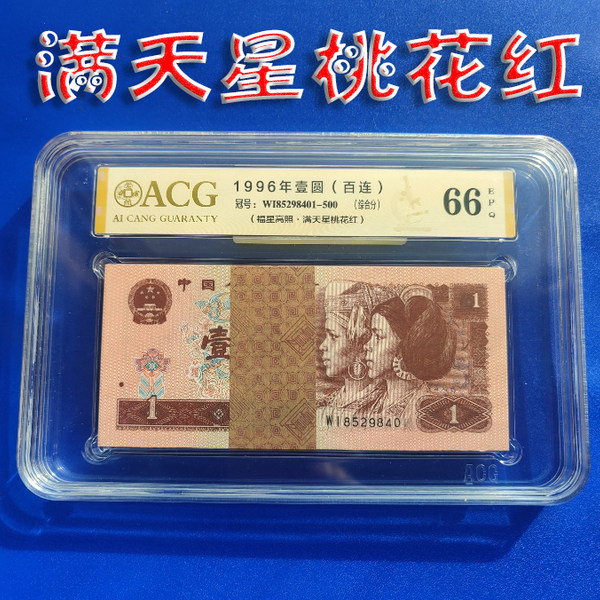 满天星桃花红
ACG
AI CANG GUARANTY
1996年壹圆（百连）
冠号：WI85298401-500 （综合分）
（福星高照·满天星桃花红）
66
EPQ
中国
壹
1
1
1
WI8529840
ACG